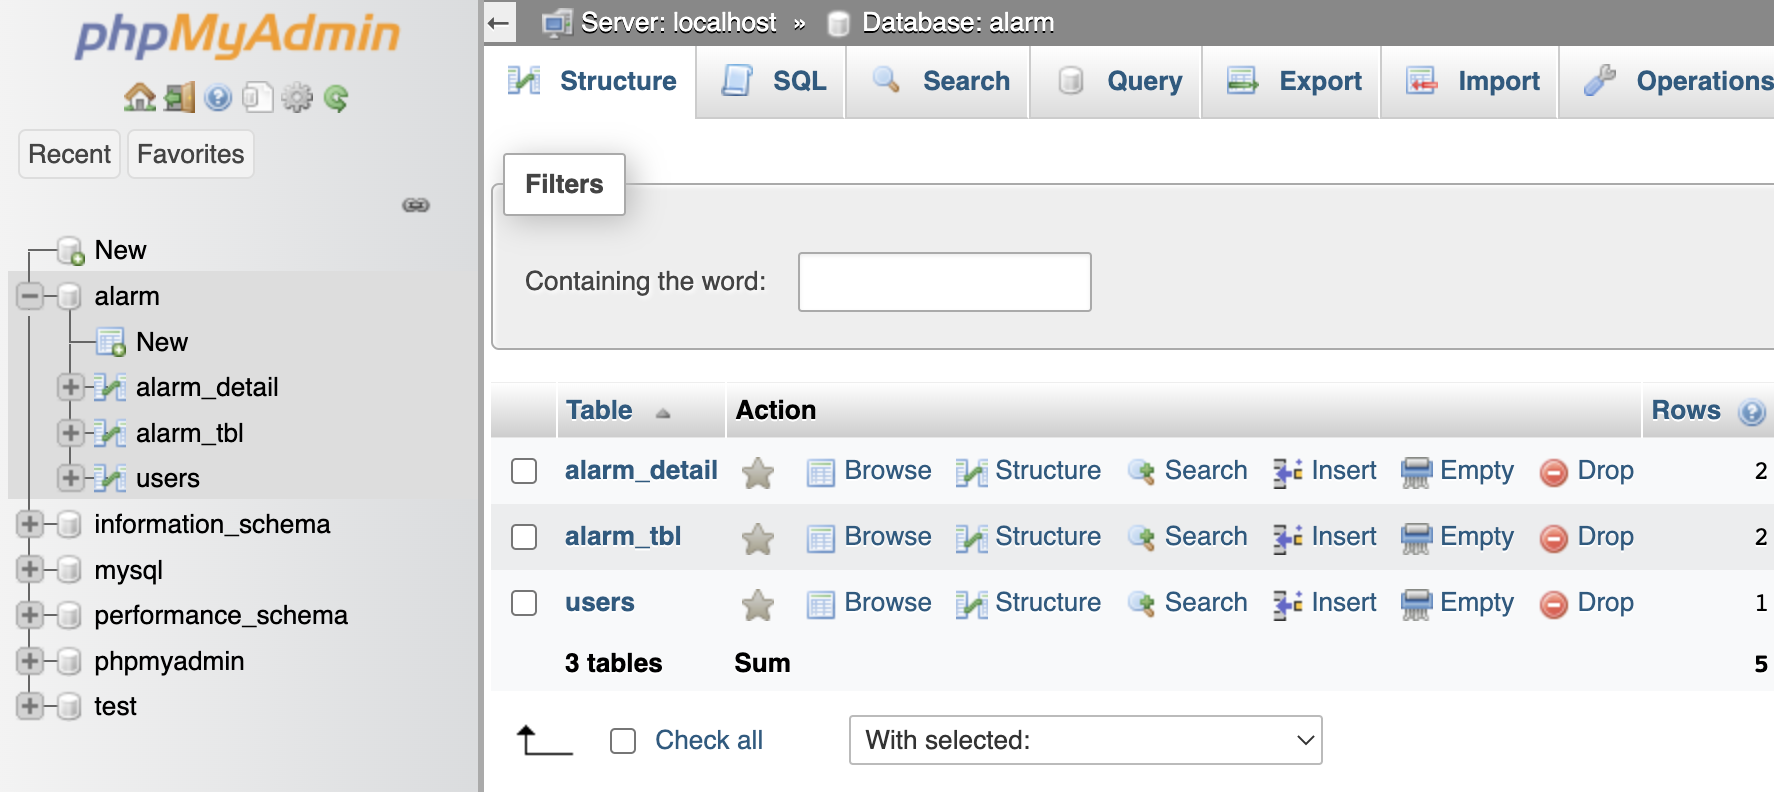 phpMyAdmin
Recent Favorites
New
alarm
New
alarm_detail
alarm_tbl
users
information_schema
mysql
performance_schema
phpmyadmin
test
Server: localhost » Database: alarm
Structure SQL Search Query Export Import Operations
Filters
Containing the word:
Table Action Rows
alarm_detail Browse Structure Search Insert Empty Drop 2
alarm_tbl Browse Structure Search Insert Empty Drop 2
users Browse Structure Search Insert Empty Drop 1
3 tables Sum 5
Check all With selected: